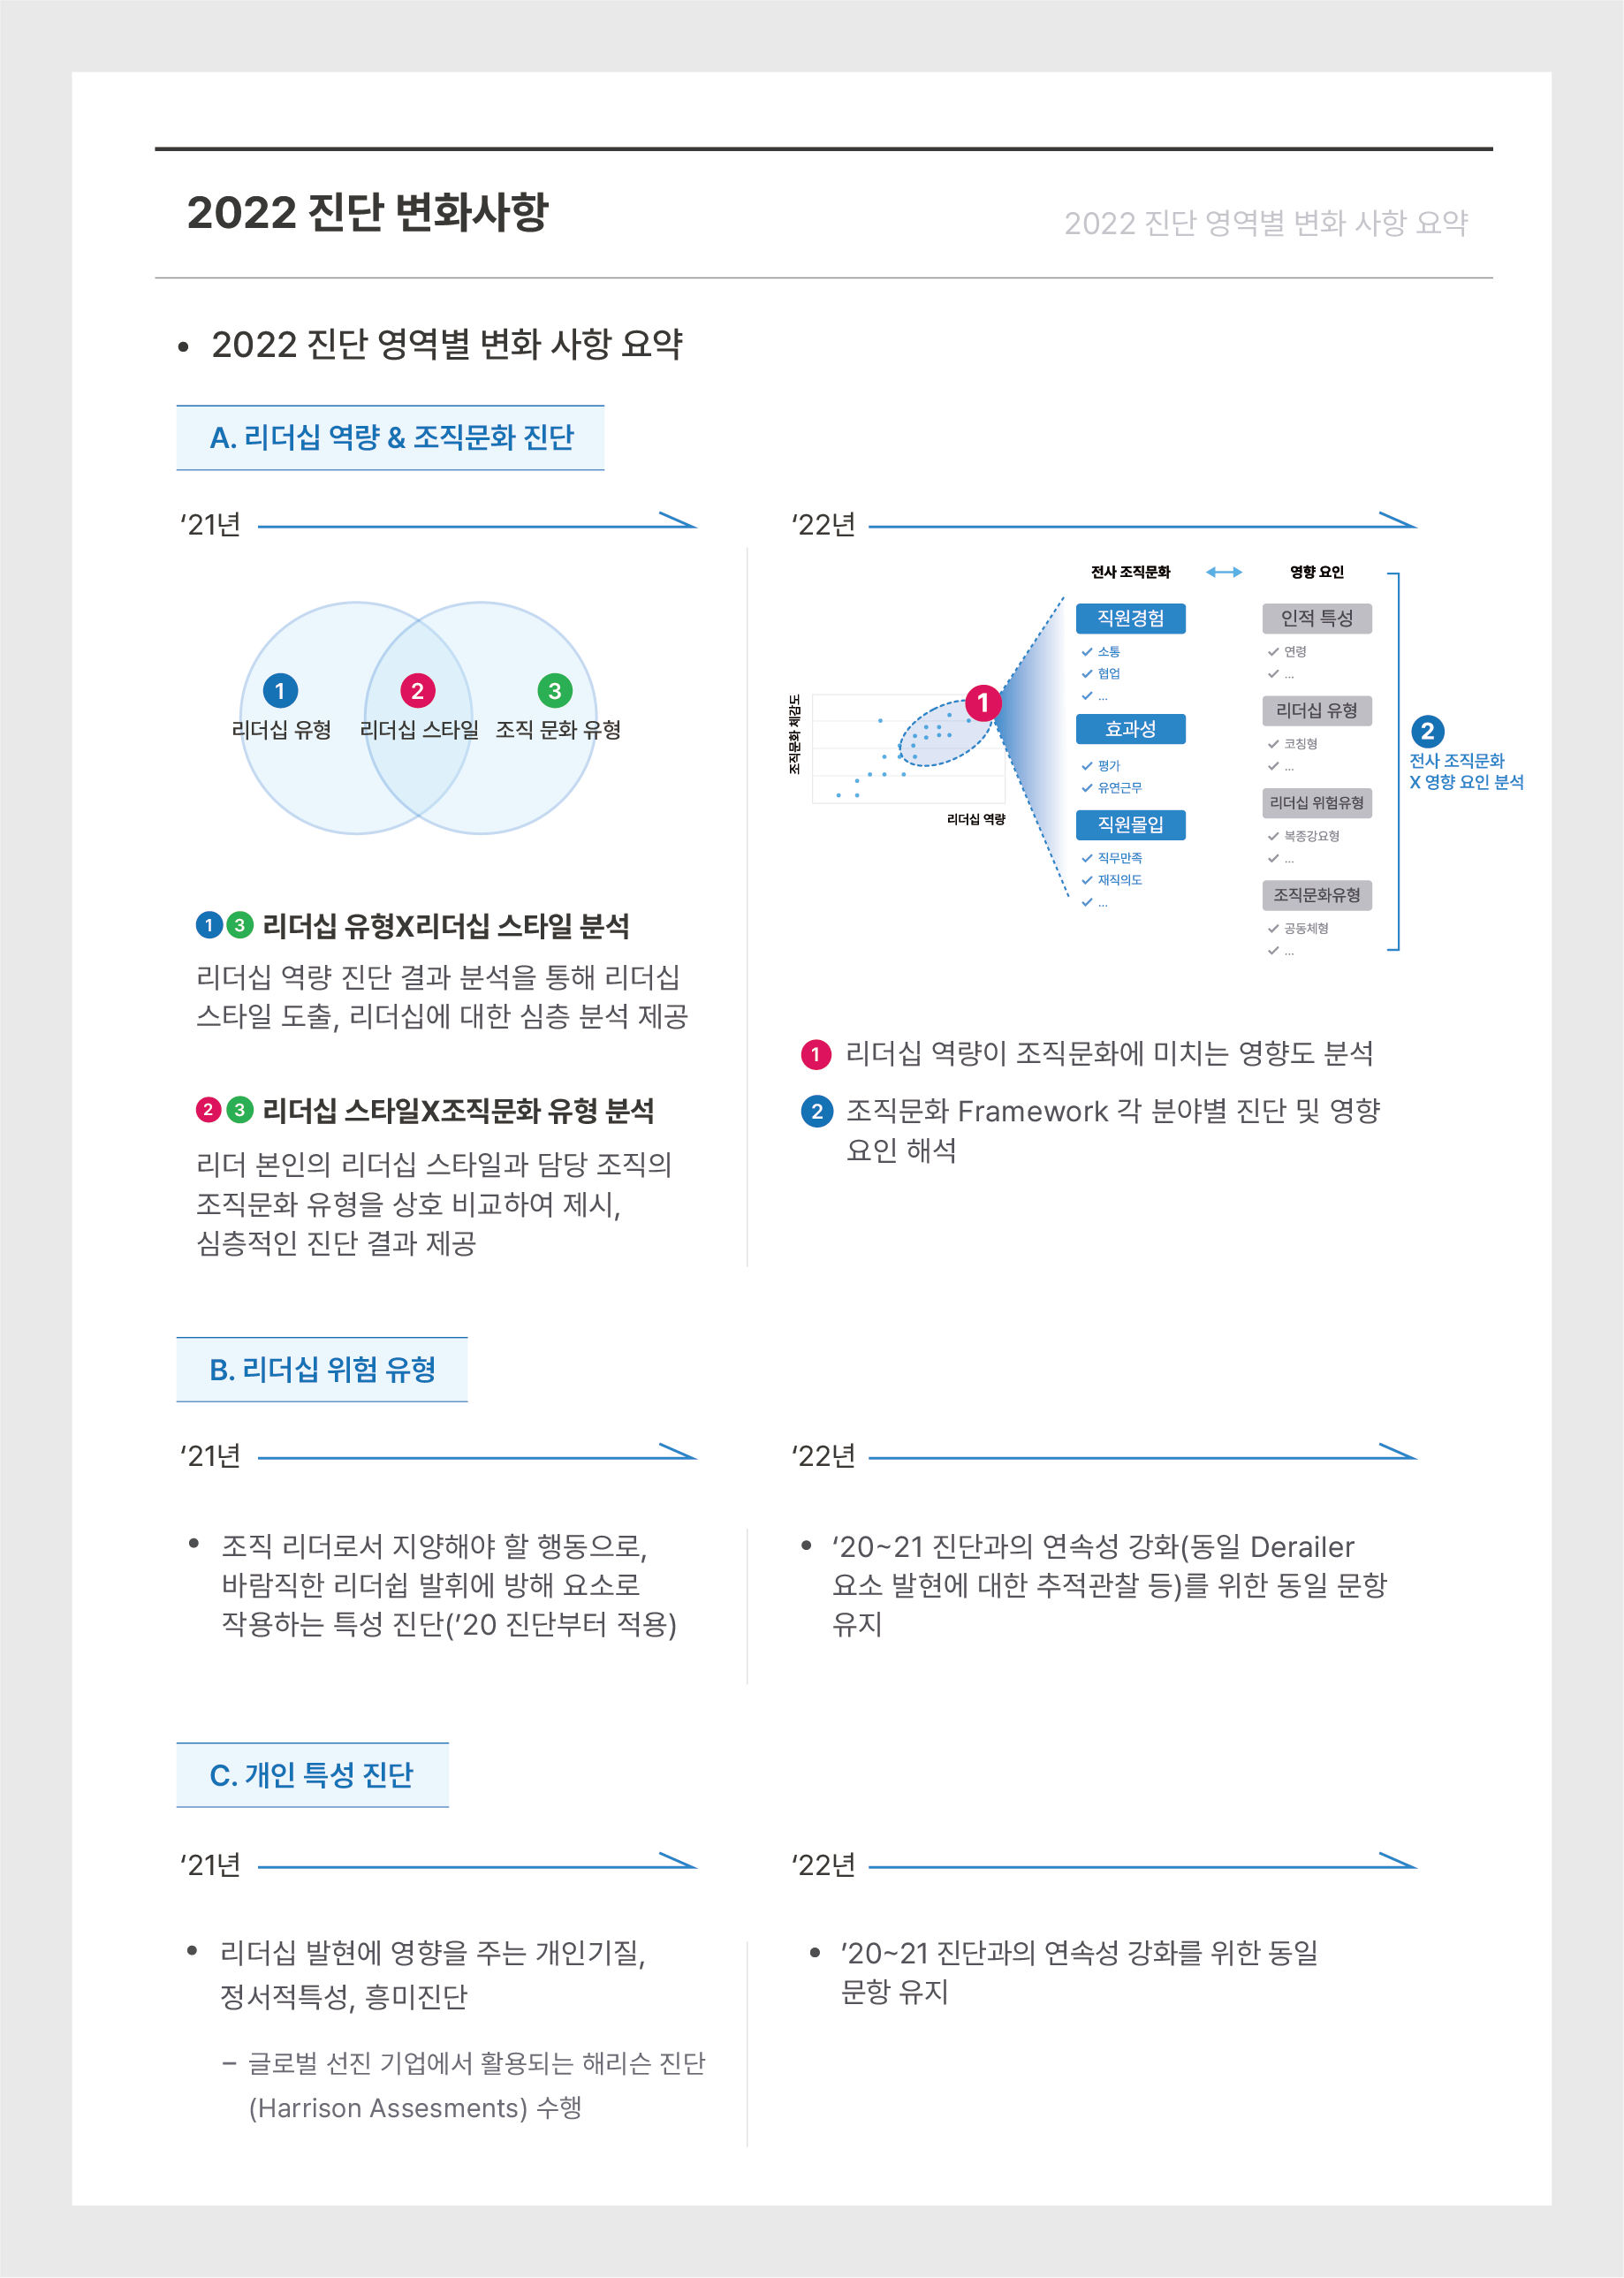 2022 진단 변화사항
2022 진단 영역별 변화 사항 요약
• 2022 진단 영역별 변화 사항 요약
A. 리더십 역량 & 조직문화 진단
‘21년
1
2
3
리더십 유형
리더십 스타일
조직 문화 유형
1 3 리더십 유형X리더십 스타일 분석
리더십 역량 진단 결과 분석을 통해 리더십
스타일 도출, 리더십에 대한 심층 분석 제공
2 3 리더십 스타일X조직문화 유형 분석
리더 본인의 리더십 스타일과 담당 조직의
조직문화 유형을 상호 비교하여 제시,
심층적인 진단 결과 제공
‘22년
조직문화 체감도
리더십 역량
1
전사 조직문화
직원경험
소통
협업
...
효과성
평가
유연근무
직원몰입
직무만족
재직의도
...
영향 요인
인적 특성
연령
...
리더십 유형
코칭형
...
리더십 위험유형
복종강요형
...
조직문화유형
공동체형
...
2
전사 조직문화
X 영향 요인 분석
1 리더십 역량이 조직문화에 미치는 영향도 분석
2 조직문화 Framework 각 분야별 진단 및 영향
요인 해석
B. 리더십 위험 유형
‘21년
• 조직 리더로서 지양해야 할 행동으로,
바람직한 리더쉽 발휘에 방해 요소로
작용하는 특성 진단(’20 진단부터 적용)
‘22년
• ‘20~21 진단과의 연속성 강화(동일 Derailer
요소 발현에 대한 추적관찰 등)를 위한 동일 문항
유지
C. 개인 특성 진단
‘21년
• 리더십 발현에 영향을 주는 개인기질,
정서적특성, 흥미진단
– 글로벌 선진 기업에서 활용되는 해리슨 진단
(Harrison Assesments) 수행
‘22년
• ’20~21 진단과의 연속성 강화를 위한 동일
문항 유지